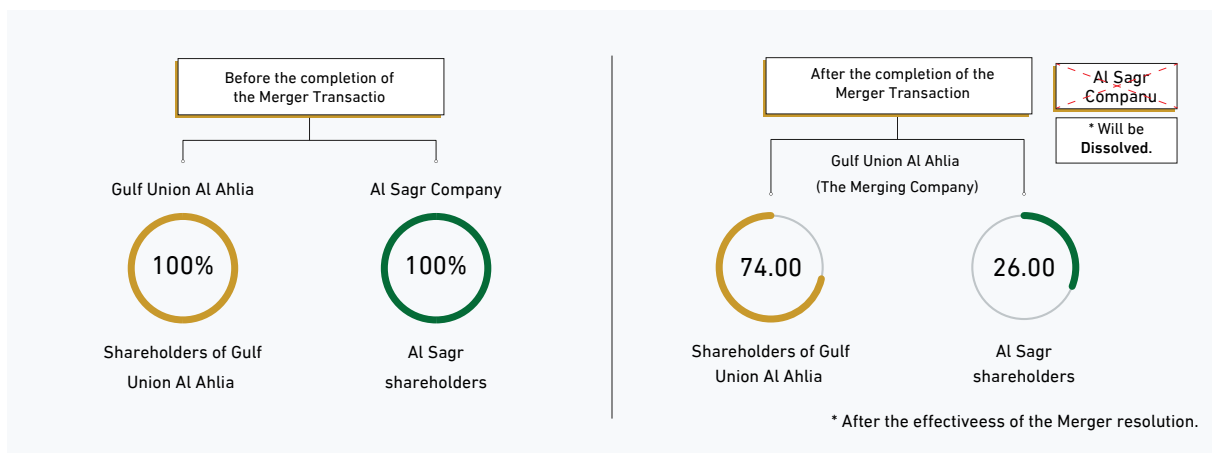 Before the completion of
the Merger Transactio
Gulf Union Al Ahlia
Al Sagr Company
100%
100%
Shareholders of Gulf
Union Al Ahlia
Al Sagr
shareholders
After the completion of the
Merger Transaction
Al Sagr
Companu
* Will be
Dissolved.
Gulf Union Al Ahlia
(The Merging Company)
74.00
26.00
Shareholders of Gulf
Union Al Ahlia
Al Sagr
shareholders
* After the effectiveess of the Merger resolution.